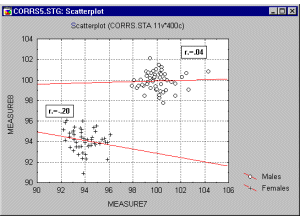 CORRS5.STG: Scatterplot
Scatterplot (CORRS.STA 11v*400c)
r.=.04
r.=-.20
MEASURE8
104
102
100
98
96
94
92
90
90 92 94 96 98 100 102 104 106
MEASURE7
Males
Females